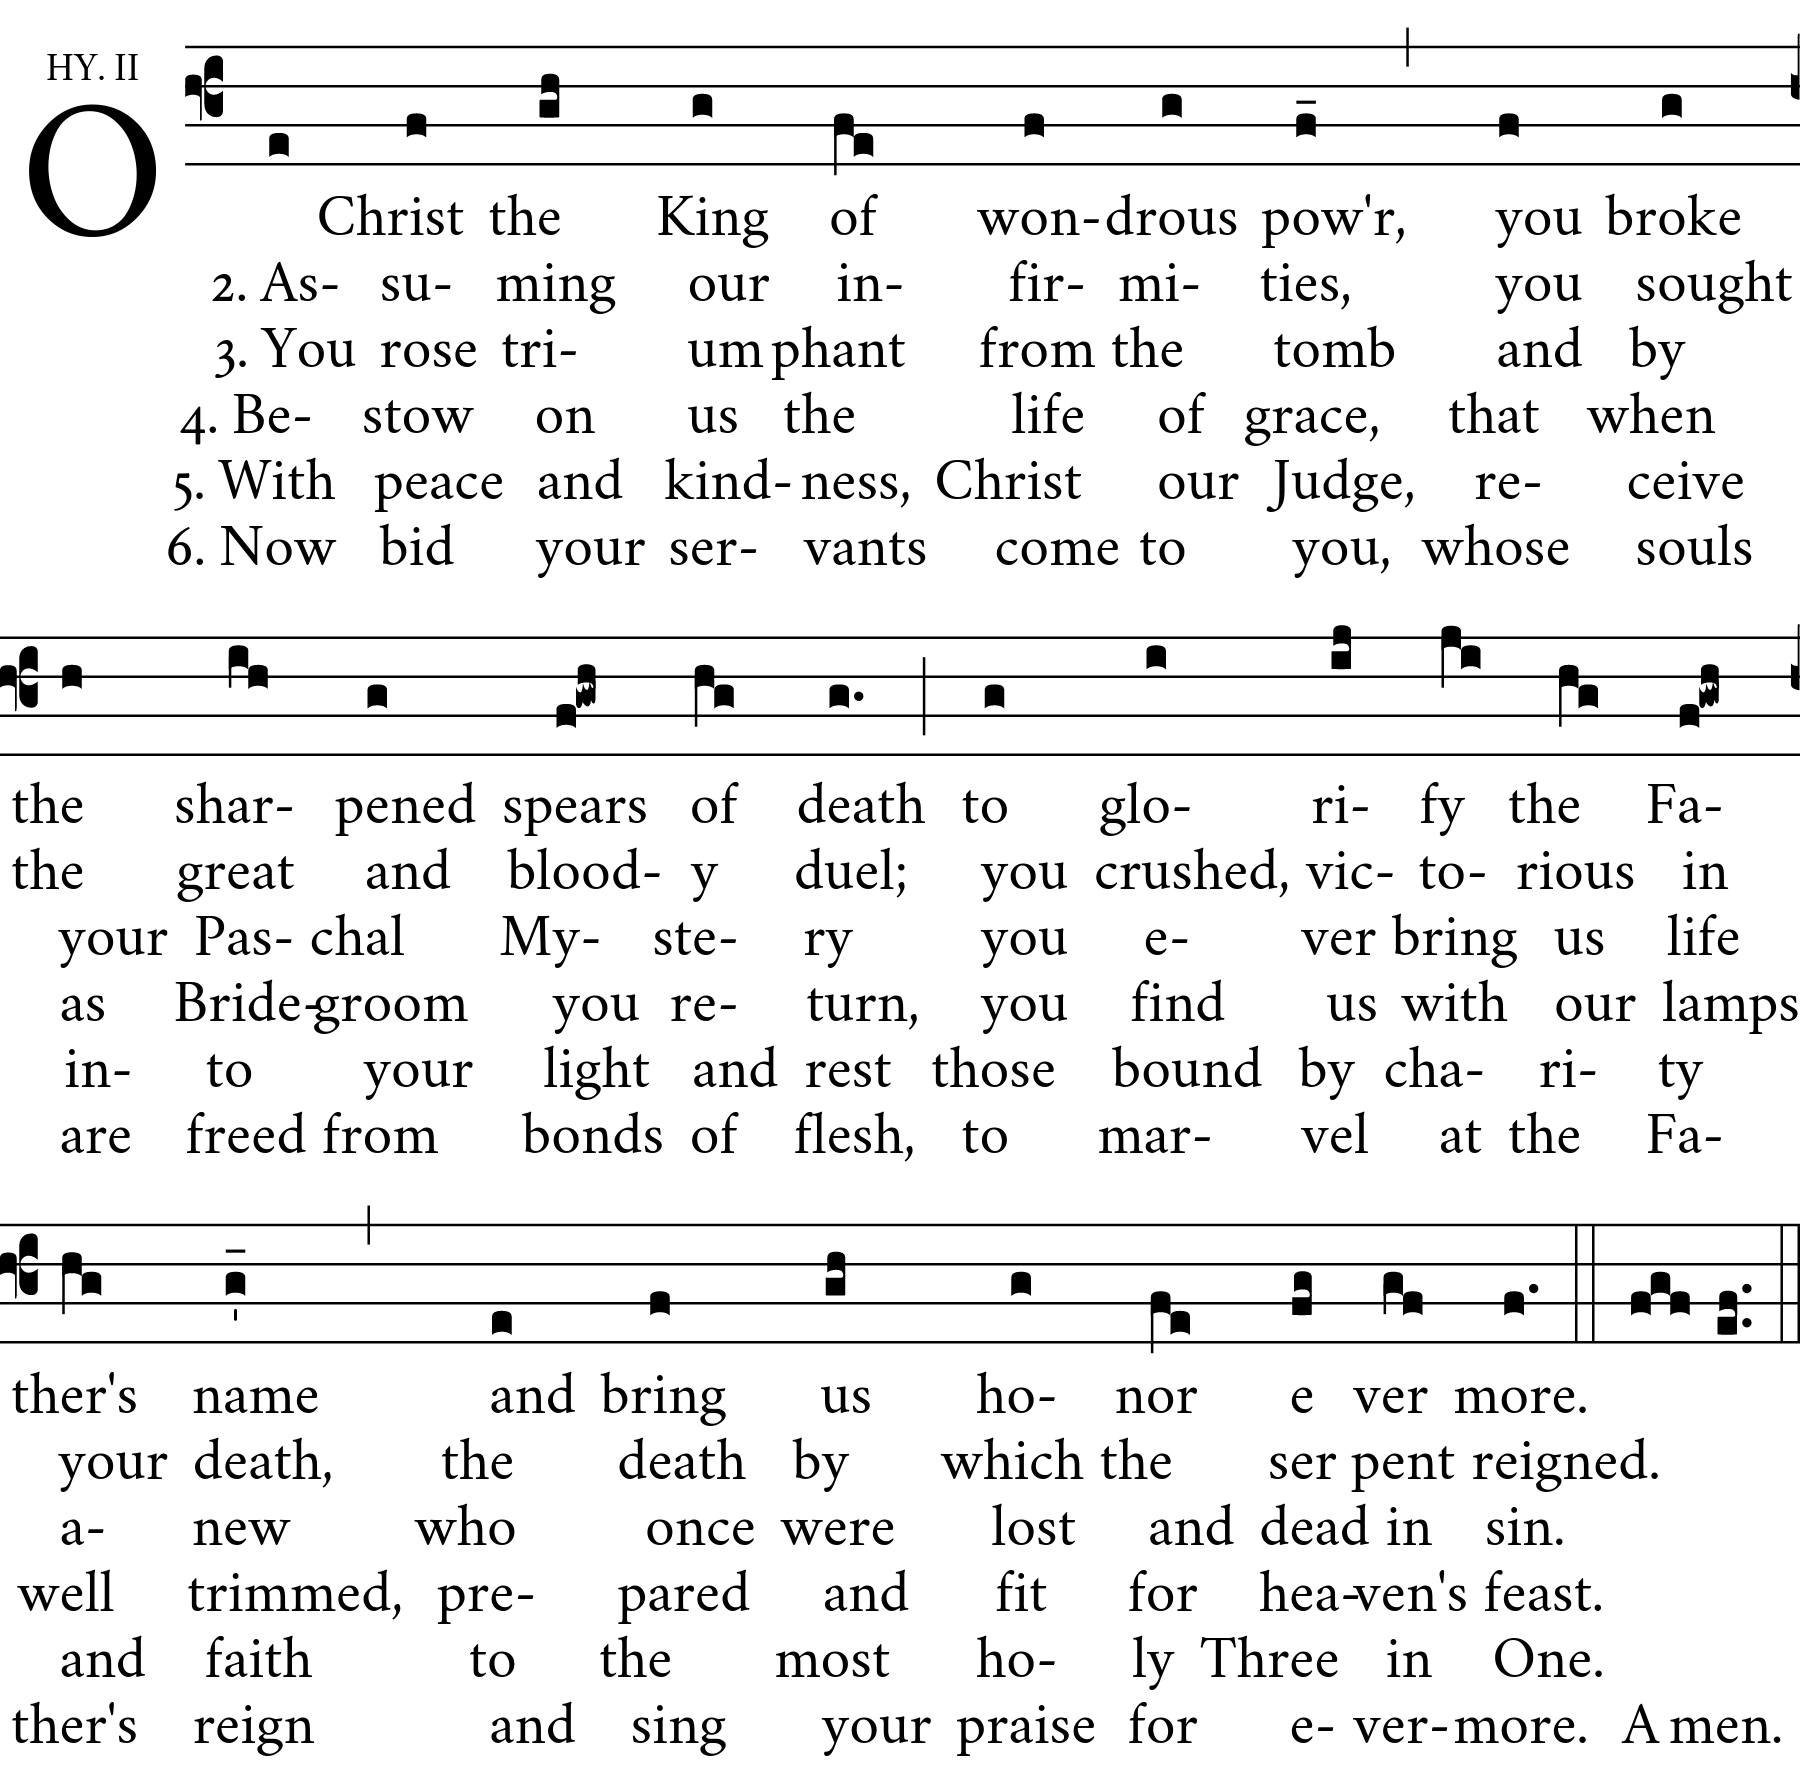 HY. II
O Christ the King of won-drous pow'r, you broke
2. As- su- ming our in- fir- mi- ties, you sought
3. You rose tri- um phant from the tomb and by
4. Be- stow on us the life of grace, that when
5. With peace and kind-ness, Christ our Judge, re- ceive
6. Now bid your ser- vants come to you, whose souls
the shar- pened spears of death to glo- ri- fy the Fa-
the great and blood- y duel; you crushed, vic- to- rious in
your Pas- chal My- ste- ry you e- ver bring us life
as Bride-groom you re- turn, you find us with our lamps
in- to your light and rest those bound by cha- ri- ty
are freed from bonds of flesh, to mar- vel at the Fa-
ther's name and bring us ho- nor e ver more.
your death, the death by which the ser pent reigned.
a- new who once were lost and dead in sin.
well trimmed, pre- pared and fit for hea-ven's feast.
and faith to the most ho- ly Three in One.
ther's reign and sing your praise for e- ver-more. A men.